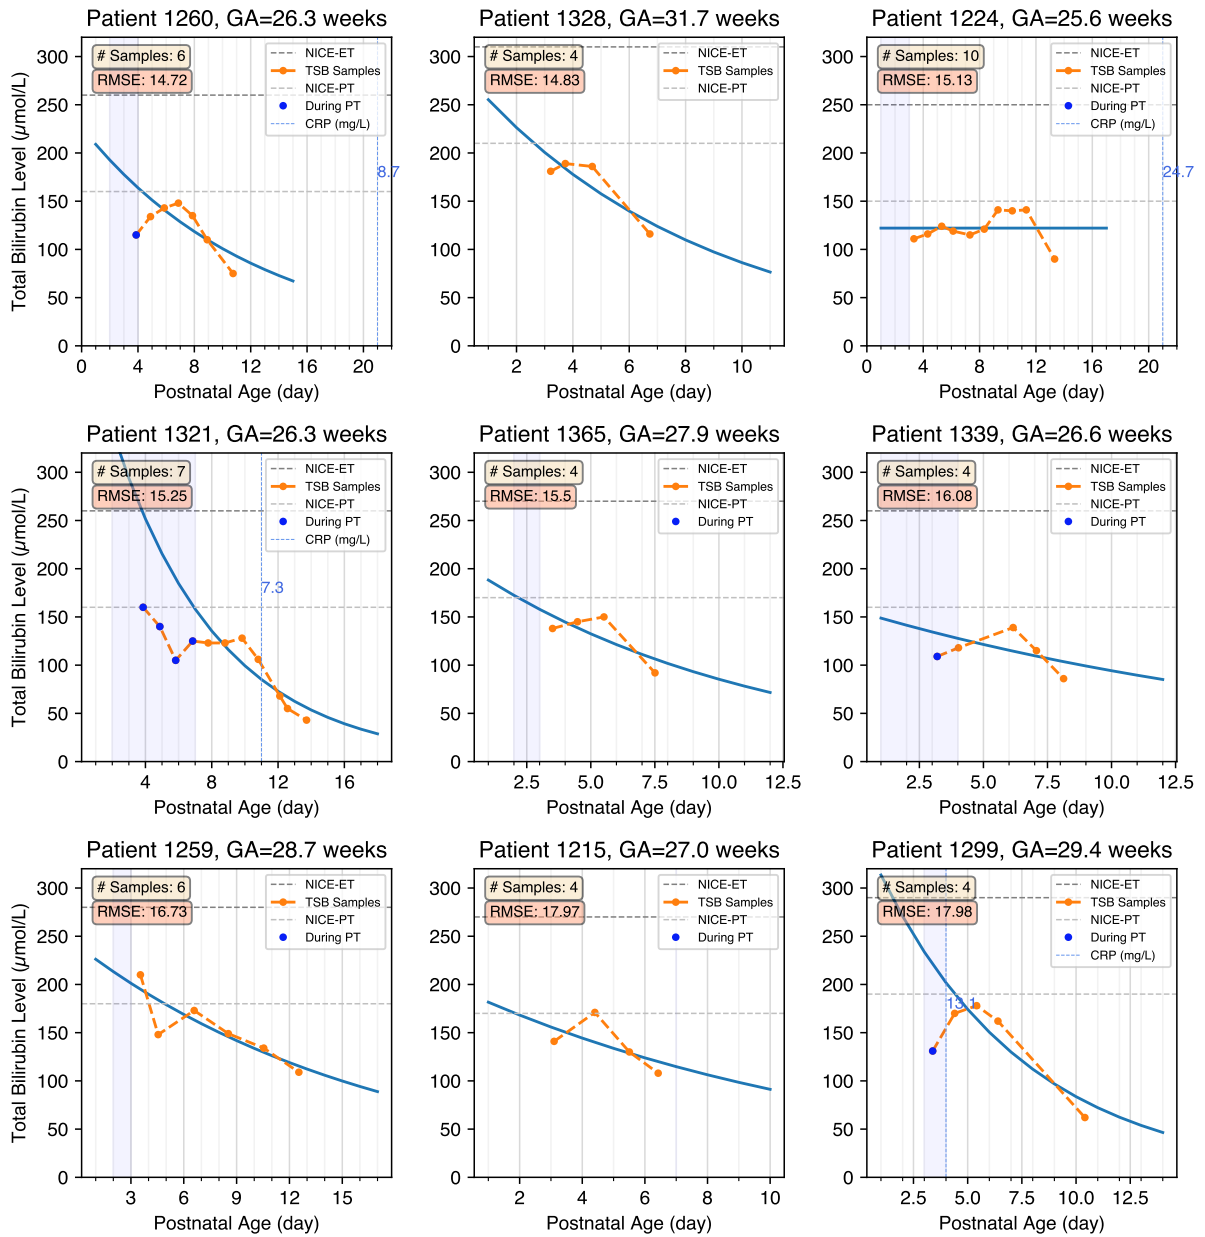 Patient 1260, GA=26.3 weeks
# Samples: 6
RMSE: 14.72
NICE-ET
TSB Samples
NICE-PT
During PT
CRP (mg/L)
8.7
300
250
200
150
100
50
0
Total Bilirubin Level (μmol/L)
0 4 8 12 16 20
Postnatal Age (day)
Patient 1328, GA=31.7 weeks
# Samples: 4
RMSE: 14.83
NICE-ET
TSB Samples
NICE-PT
300
250
200
150
100
50
0
2 4 6 8 10
Postnatal Age (day)
Patient 1224, GA=25.6 weeks
# Samples: 10
RMSE: 15.13
NICE-ET
TSB Samples
NICE-PT
During PT
CRP (mg/L)
24.7
300
250
200
150
100
50
0
0 4 8 12 16 20
Postnatal Age (day)
Patient 1321, GA=26.3 weeks
# Samples: 7
RMSE: 15.25
NICE-ET
TSB Samples
NICE-PT
During PT
CRP (mg/L)
7.3
300
250
200
150
100
50
0
Total Bilirubin Level (μmol/L)
4 8 12 16
Postnatal Age (day)
Patient 1365, GA=27.9 weeks
# Samples: 4
RMSE: 15.5
NICE-ET
TSB Samples
NICE-PT
During PT
300
250
200
150
100
50
0
2.5 5.0 7.5 10.0 12.5
Postnatal Age (day)
Patient 1339, GA=26.6 weeks
# Samples: 4
RMSE: 16.08
NICE-ET
TSB Samples
NICE-PT
During PT
300
250
200
150
100
50
0
2.5 5.0 7.5 10.0 12.5
Postnatal Age (day)
Patient 1259, GA=28.7 weeks
# Samples: 6
RMSE: 16.73
NICE-ET
TSB Samples
NICE-PT
During PT
300
250
200
150
100
50
0
Total Bilirubin Level (μmol/L)
3 6 9 12 15
Postnatal Age (day)
Patient 1215, GA=27.0 weeks
# Samples: 4
RMSE: 17.97
NICE-ET
TSB Samples
NICE-PT
During PT
300
250
200
150
100
50
0
2 4 6 8 10
Postnatal Age (day)
Patient 1299, GA=29.4 weeks
# Samples: 4
RMSE: 17.98
NICE-ET
TSB Samples
NICE-PT
During PT
CRP (mg/L)
13.1
300
250
200
150
100
50
0
2.5 5.0 7.5 10.0 12.5
Postnatal Age (day)